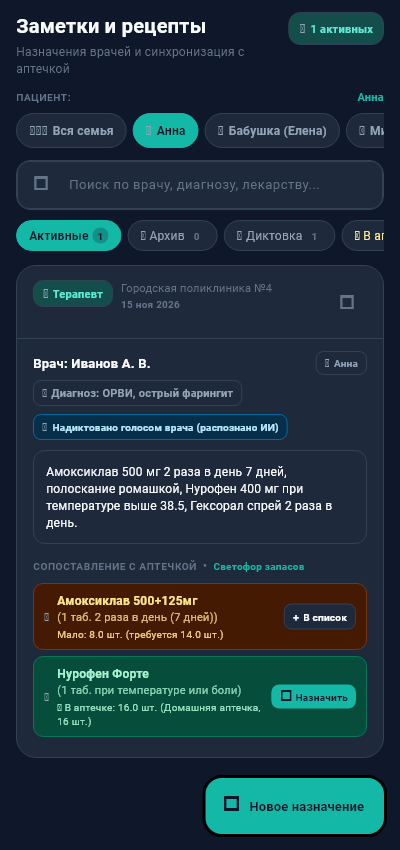 Заметки и рецепты
1 активных
Назначения врачей и синхронизация с
аптечкой
ПАЦИЕНТ:
Анна
Вся семья
Анна
Бабушка (Елена)
Поиск по врачу, диагнозу, лекарству...
Активные 1
Архив 0
Диктовка 1
Терапевт
Городская поликлиника №4
15 ноя 2026
Врач: Иванов А. В.
Анна
Диагноз: ОРВИ, острый фарингит
Надиктовано голосом врача (распознано ИИ)
Амоксиклав 500 мг 2 раза в день 7 дней,
полоскание ромашкой, Нурофен 400 мг при
температуре выше 38.5, Гексорал спрей 2 раза в
день.
СОПОСТАВЛЕНИЕ С АПТЕЧКОЙ • Светофор запасов
Амоксиклав 500+125мг
(1 таб. 2 раза в день (7 дней))
Мало: 8.0 шт. (требуется 14.0 шт.)
+ В список
Нурофен Форте
(1 таб. при температуре или боли)
В аптечке: 16.0 шт. (Домашняя аптечка,
16 шт.)
Назначить
Новое назначение